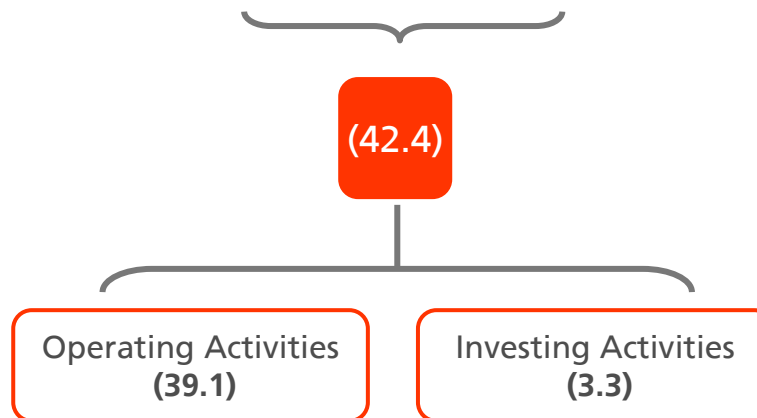 (42.4)
Operating Activities
(39.1)
Investing Activities
(3.3)